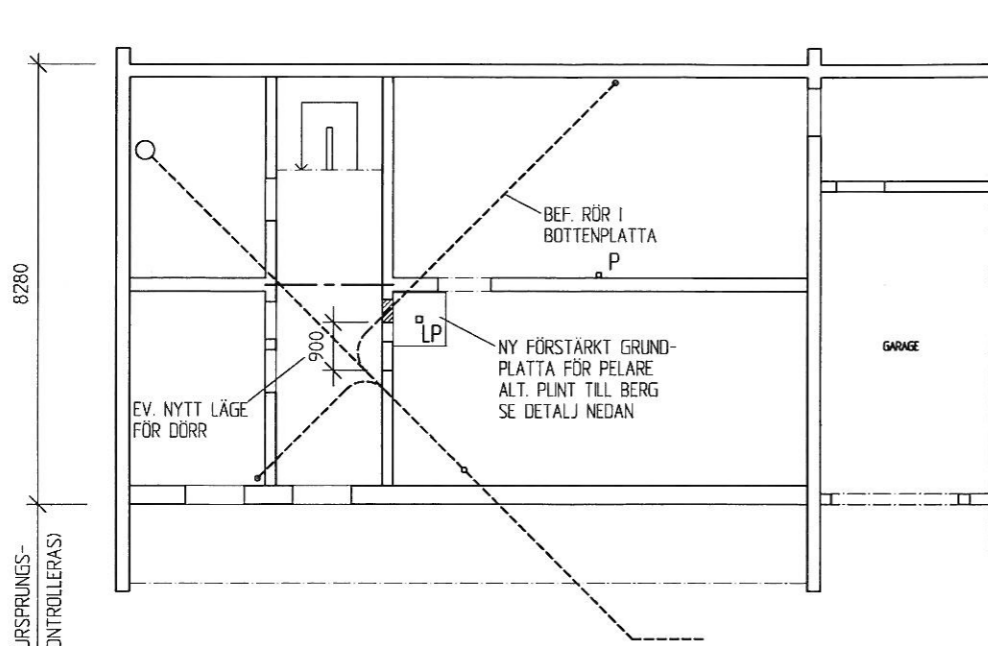 BEF. RÖR I
BOTTENPLATTA
P
8280
LP
900
NY FÖRSTÄRKT GRUND-
PLATTA FÖR PELARE
ALT. PLINT TILL BERG
SE DETALJ NEDAN
GARAGE
EV. NYTT LÄGE
FÖR DÖRR
URSPRUNGS-
ONTROLLERAS)